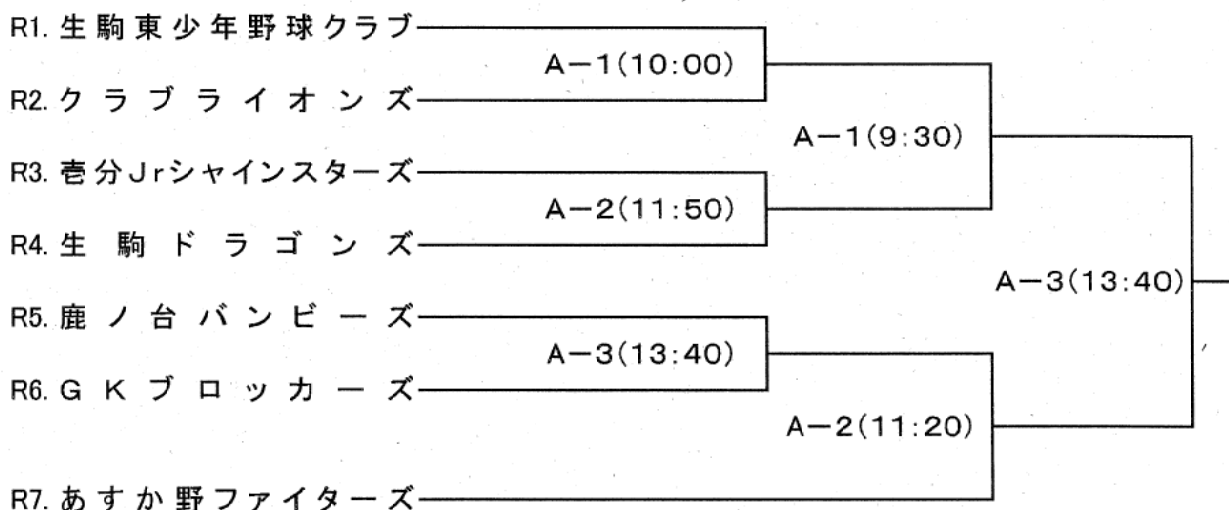 R1. 生駒東少年野球クラブ
A-1(10:00)
R2. クラブライオンズ
A-1(9:30)
R3. 壱分Jrシャインスターズ
A-2(11:50)
R4. 生駒ドラゴンズ
A-3(13:40)
R5. 鹿ノ台バンビーズ
A-3(13:40)
R6. GKブロッカーズ
A-2(11:20)
R7. あすか野ファイターズ